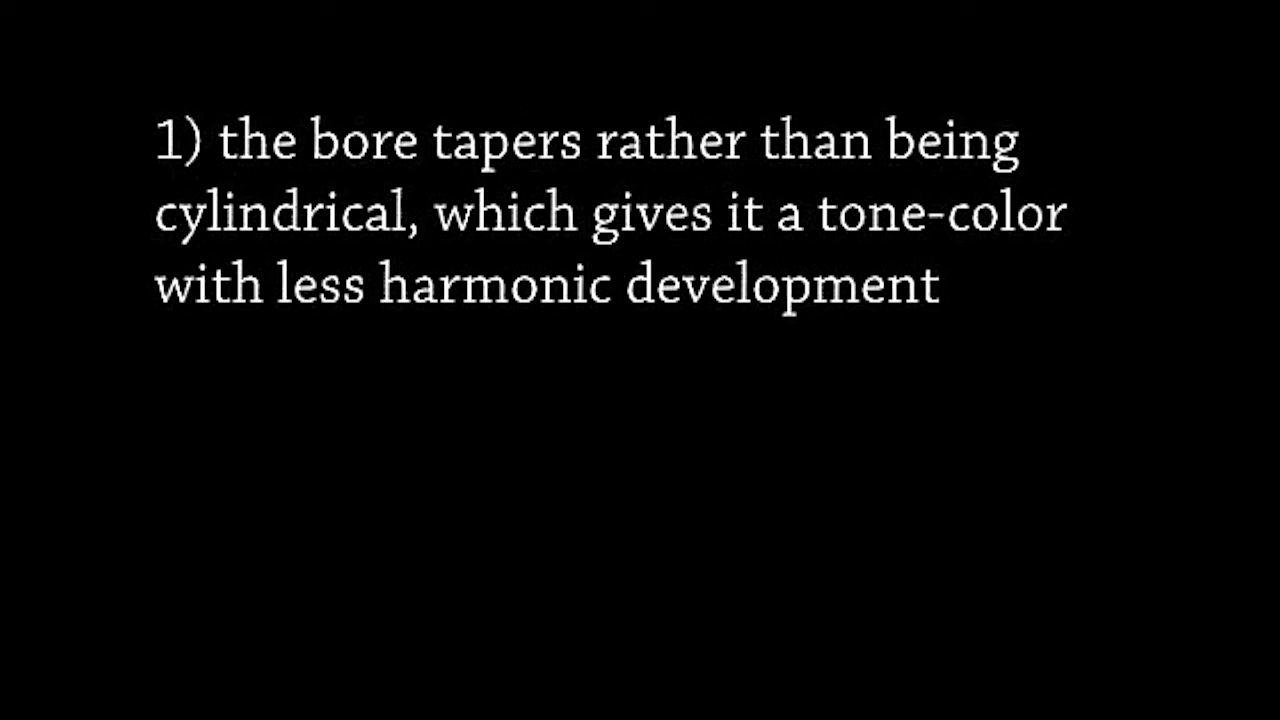 1) the bore tapers rather than being
cylindrical, which gives it a tone-color
with less harmonic development